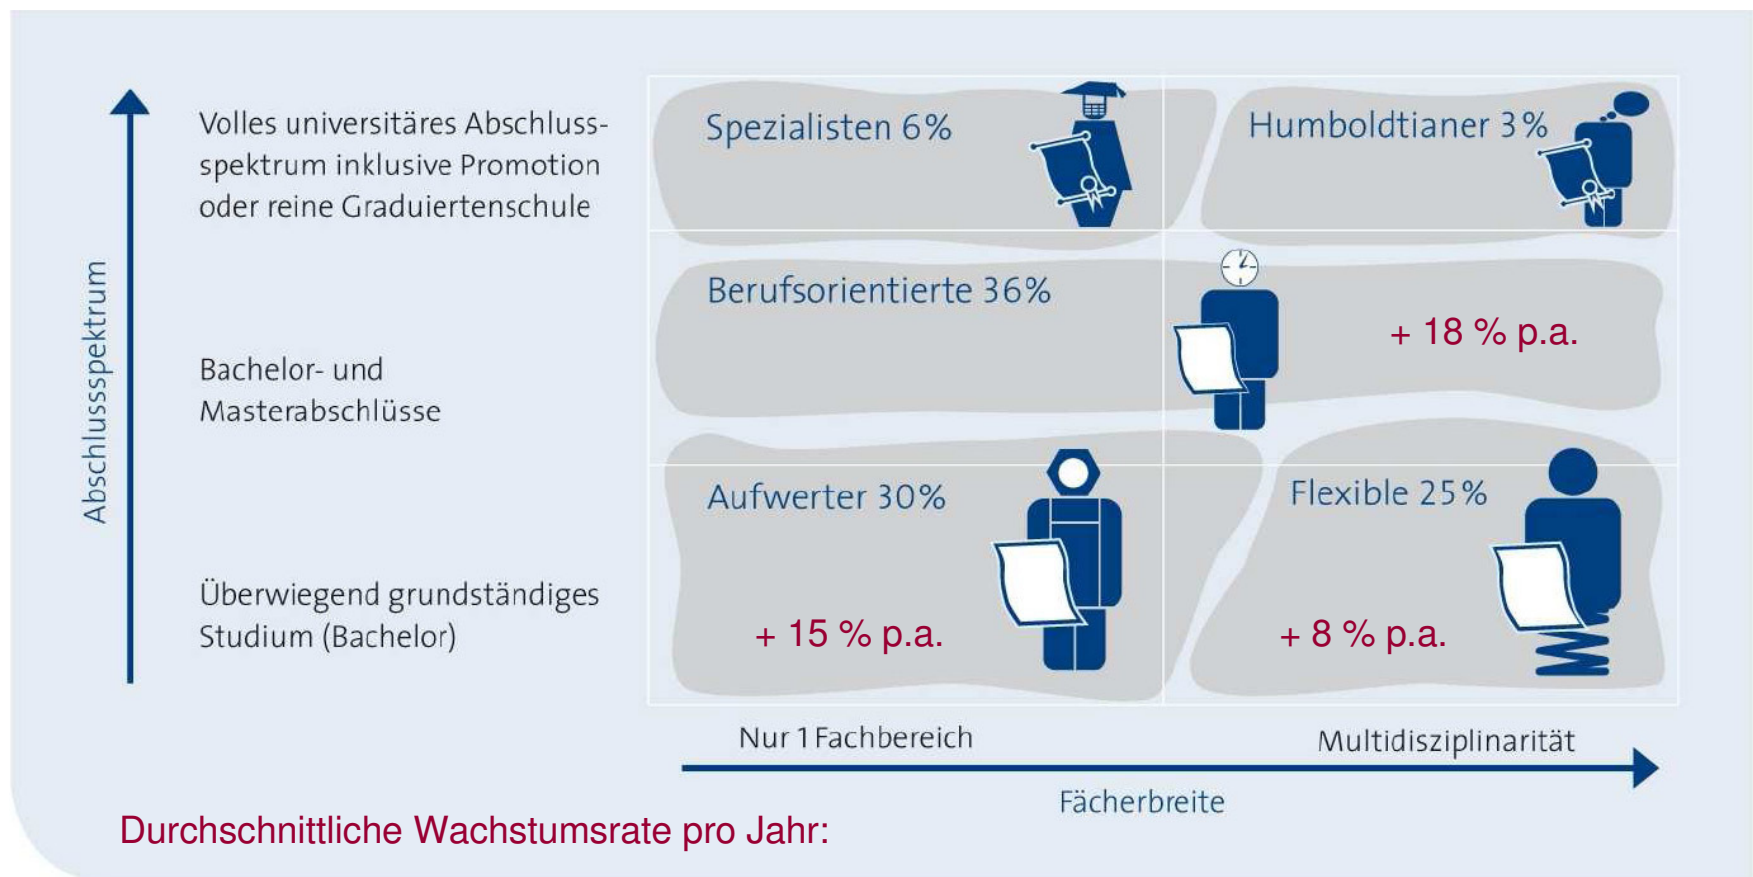 Abschlussspektrum
Volles universitäres Abschluss-
spektrum inklusive Promotion
oder reine Graduiertenschule
Spezialisten 6%
Humboldtianer 3%
Bachelor- und
Masterabschlüsse
Berufsorientierte 36%
+ 18 % p.a.
Überwiegend grundständiges
Studium (Bachelor)
Aufwerter 30%
+ 15 % p.a.
Flexible 25%
+ 8 % p.a.
Nur 1 Fachbereich
Multidisziplinarität
Fächerbreite
Durchschnittliche Wachstumsrate pro Jahr: